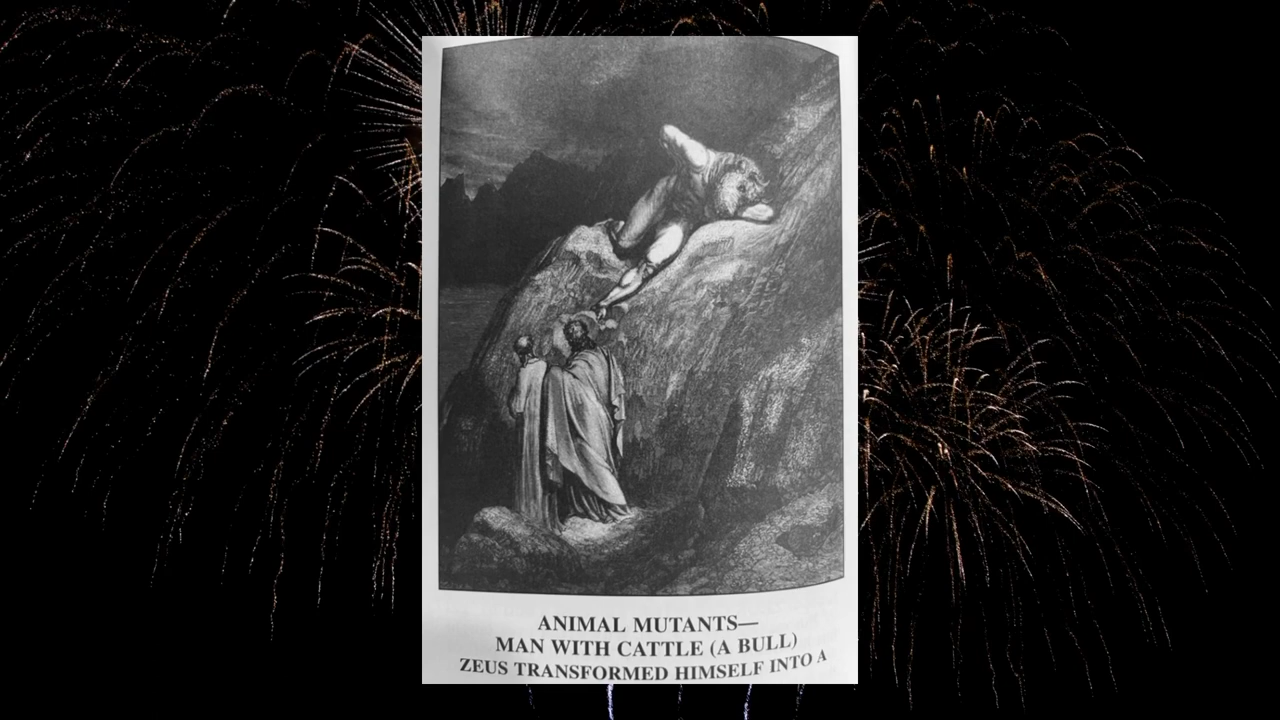 ANIMAL MUTANTS—
MAN WITH CATTLE (A BULL)
ZEUS TRANSFORMED HIMSELF INTO A